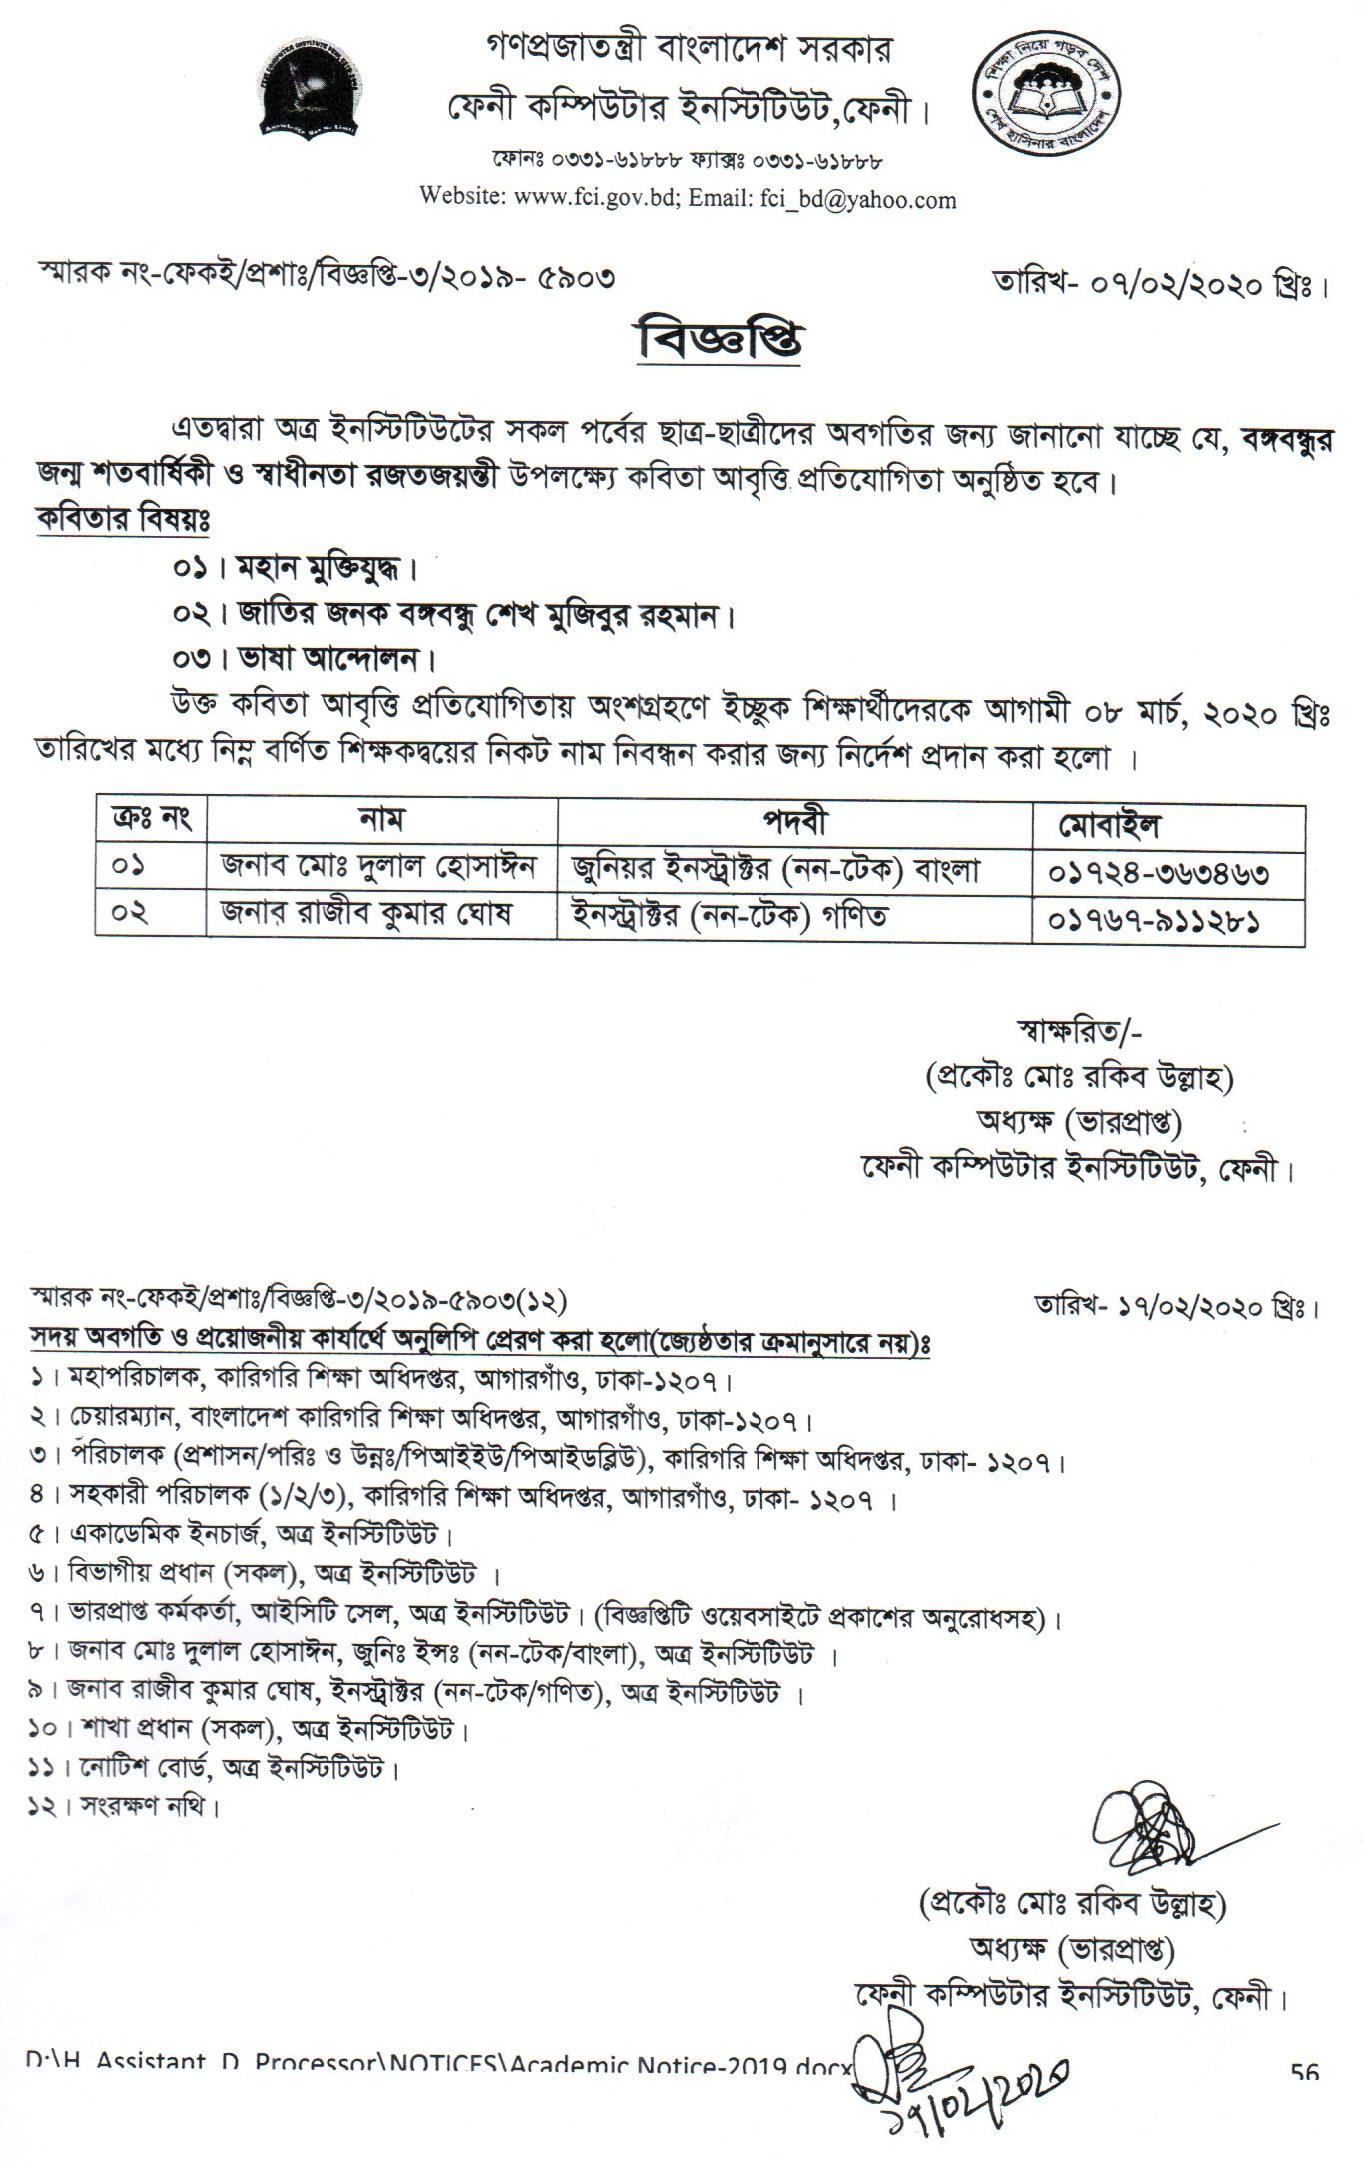 গণপ্রজাতন্ত্রী বাংলাদেশ সরকার
ফেনী কম্পিউটার ইনস্টিটিউট,ফেনী।
শিক্ষা নিয়ে গড়ব দেশ
শেখ হাসিনার বাংলাদেশ
ফোনঃ ০৩৩১-৬১৮৮৮ ফ্যাক্সঃ ০৩৩১-৬১৮৮৮
Website: www.fci.gov.bd; Email: fci_bd@yahoo.com
স্মারক নং-ফেকই/প্রশাঃ/বিজ্ঞপ্তি-৩/২০১৯- ৫৯০৩ তারিখ- ০৭/০২/২০২০ খ্রিঃ।
বিজ্ঞপ্তি
এতদ্বারা অত্র ইনস্টিটিউটের সকল পর্বের ছাত্র-ছাত্রীদের অবগতির জন্য জানানো যাচ্ছে যে, বঙ্গবন্ধুর
জন্ম শতবার্ষিকী ও স্বাধীনতা রজতজয়ন্তী উপলক্ষ্যে কবিতা আবৃত্তি প্রতিযোগিতা অনুষ্ঠিত হবে।
কবিতার বিষয়ঃ
০১। মহান মুক্তিযুদ্ধ।
০২। জাতির জনক বঙ্গবন্ধু শেখ মুজিবুর রহমান।
০৩। ভাষা আন্দোলন।
উক্ত কবিতা আবৃত্তি প্রতিযোগিতায় অংশগ্রহণে ইচ্ছুক শিক্ষার্থীদেরকে আগামী ০৮ মার্চ, ২০২০ খ্রিঃ
তারিখের মধ্যে নিম্ন বর্ণিত শিক্ষকদ্বয়ের নিকট নাম নিবন্ধন করার জন্য নির্দেশ প্রদান করা হলো ।
ক্রঃ নং নাম পদবী মোবাইল
০১ জনাব মোঃ দুলাল হোসাঈন জুনিয়র ইনস্ট্রাক্টর (নন-টেক) বাংলা ০১৭২৪-৩৬৩৪৬৩
০২ জনার রাজীব কুমার ঘোষ ইনস্ট্রাক্টর (নন-টেক) গণিত ০১৭৬৭-৯১১২৮১
স্বাক্ষরিত/-
(প্রকৌঃ মোঃ রকিব উল্লাহ)
অধ্যক্ষ (ভারপ্রাপ্ত)
ফেনী কম্পিউটার ইনস্টিটিউট, ফেনী।
স্মারক নং-ফেকই/প্রশাঃ/বিজ্ঞপ্তি-৩/২০১৯-৫৯০৩(১২) তারিখ- ১৭/০২/২০২০ খ্রিঃ।
সদয় অবগতি ও প্রয়োজনীয় কার্যার্থে অনুলিপি প্রেরণ করা হলো(জ্যেষ্ঠতার ক্রমানুসারে নয়)ঃ
১। মহাপরিচালক, কারিগরি শিক্ষা অধিদপ্তর, আগারগাঁও, ঢাকা-১২০৭।
২। চেয়ারম্যান, বাংলাদেশ কারিগরি শিক্ষা অধিদপ্তর, আগারগাঁও, ঢাকা-১২০৭।
৩। পরিচালক (প্রশাসন/পরিঃ ও উন্নঃ/পিআইইউ/পিআইডব্লিউ), কারিগরি শিক্ষা অধিদপ্তর, ঢাকা- ১২০৭।
৪। সহকারী পরিচালক (১/২/৩), কারিগরি শিক্ষা অধিদপ্তর, আগারগাঁও, ঢাকা- ১২০৭ ।
৫। একাডেমিক ইনচার্জ, অত্র ইনস্টিটিউট।
৬। বিভাগীয় প্রধান (সকল), অত্র ইনস্টিটিউট ।
৭। ভারপ্রাপ্ত কর্মকর্তা, আইসিটি সেল, অত্র ইনস্টিটিউট। (বিজ্ঞপ্তিটি ওয়েবসাইটে প্রকাশের অনুরোধসহ)।
৮। জনাব মোঃ দুলাল হোসাঈন, জুনিঃ ইন্সঃ (নন-টেক/বাংলা), অত্র ইনস্টিটিউট ।
৯। জনাব রাজীব কুমার ঘোষ, ইনস্ট্রাক্টর (নন-টেক/গণিত), অত্র ইনস্টিটিউট ।
১০। শাখা প্রধান (সকল), অত্র ইনস্টিটিউট।
১১। নোটিশ বোর্ড, অত্র ইনস্টিটিউট।
১২। সংরক্ষণ নথি।
(প্রকৌঃ মোঃ রকিব উল্লাহ)
অধ্যক্ষ (ভারপ্রাপ্ত)
ফেনী কম্পিউটার ইনস্টিটিউট, ফেনী।
D:\H_Assistant_D_Processor\NOTICES\Academic Notice-2019.docx 56
১৭/০২/২০২০